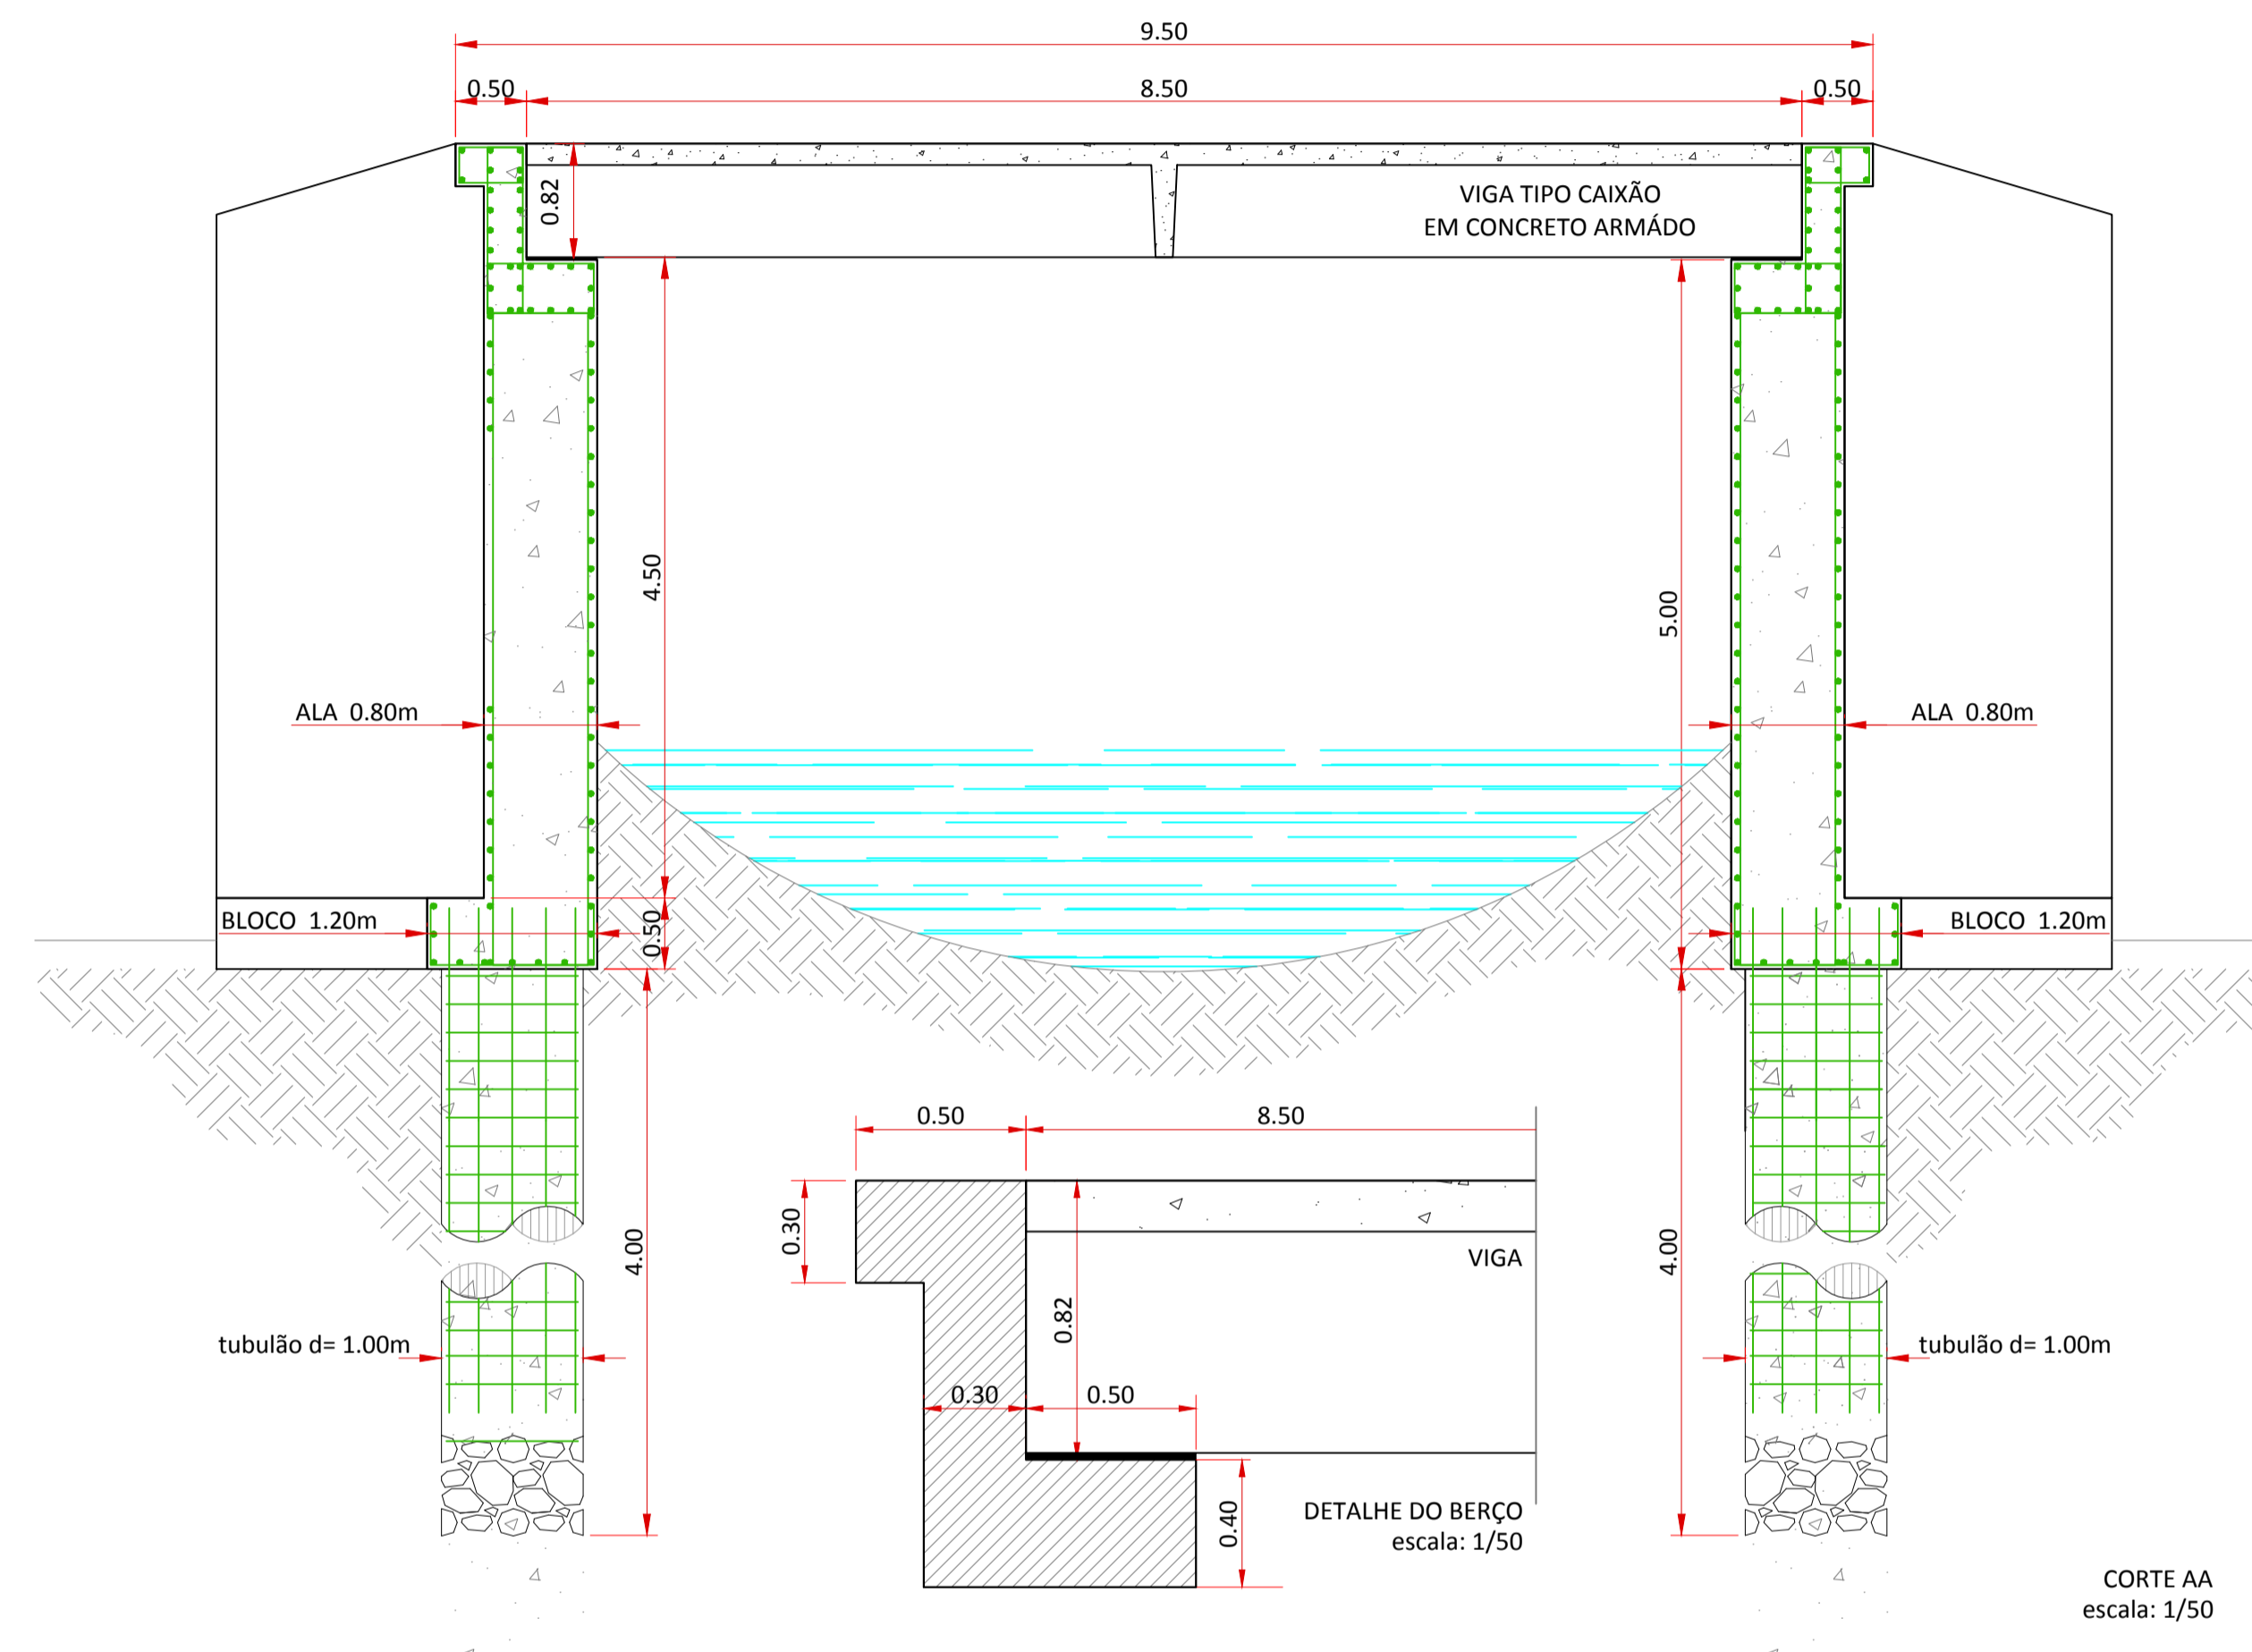 9.50
0.50
8.50
0.50
0.82
VIGA TIPO CAIXÃO
EM CONCRETO ARMÁDO
4.50
5.00
ALA 0.80m
ALA 0.80m
BLOCO 1.20m
0.50
BLOCO 1.20m
0.50
8.50
0.30
4.00
VIGA
4.00
0.82
tubulão d= 1.00m
tubulão d= 1.00m
0.30
0.50
0.40
DETALHE DO BERÇO
escala: 1/50
CORTE AA
escala: 1/50